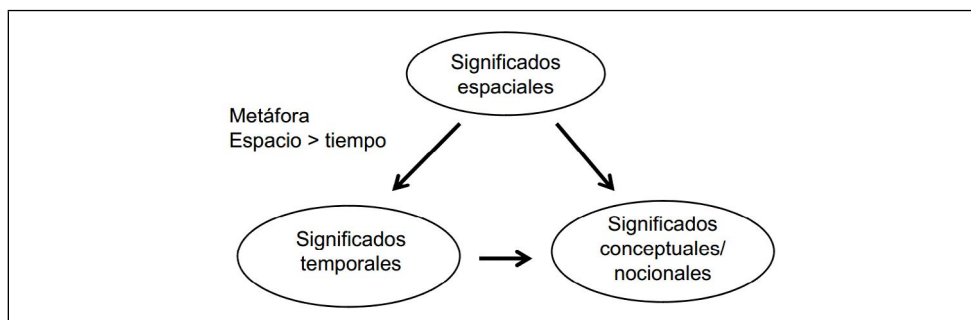 Significados
espaciales
Metáfora
Espacio > tiempo
Significados
temporales
Significados
conceptuales/
nocionales